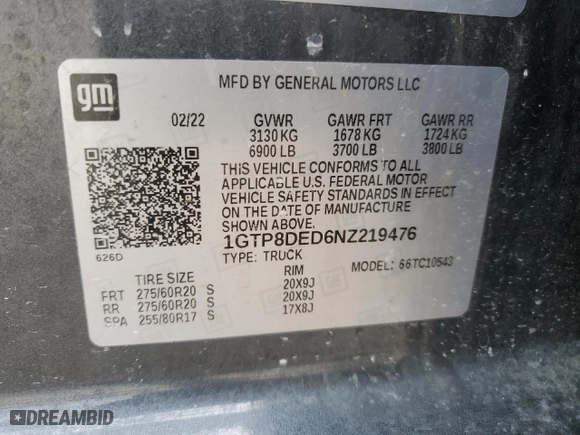 gm
MFD BY GENERAL MOTORS LLC
02/22 GVWR GAWR FRT GAWR RR
3130 KG 1678 KG 1724 KG
6900 LB 3700 LB 3800 LB
THIS VEHICLE CONFORMS TO ALL
APPLICABLE U.S. FEDERAL MOTOR
VEHICLE SAFETY STANDARDS IN EFFECT
ON THE DATE OF MANUFACTURE
SHOWN ABOVE.
626D
1GTP8DED6NZ219476
TYPE: TRUCK MODEL: 66TC10543
TIRE SIZE RIM
FRT 275/60R20 S 20X9J
RR 275/60R20 S 20X9J
SPA 255/80R17 S 17X8J
DREAMBID